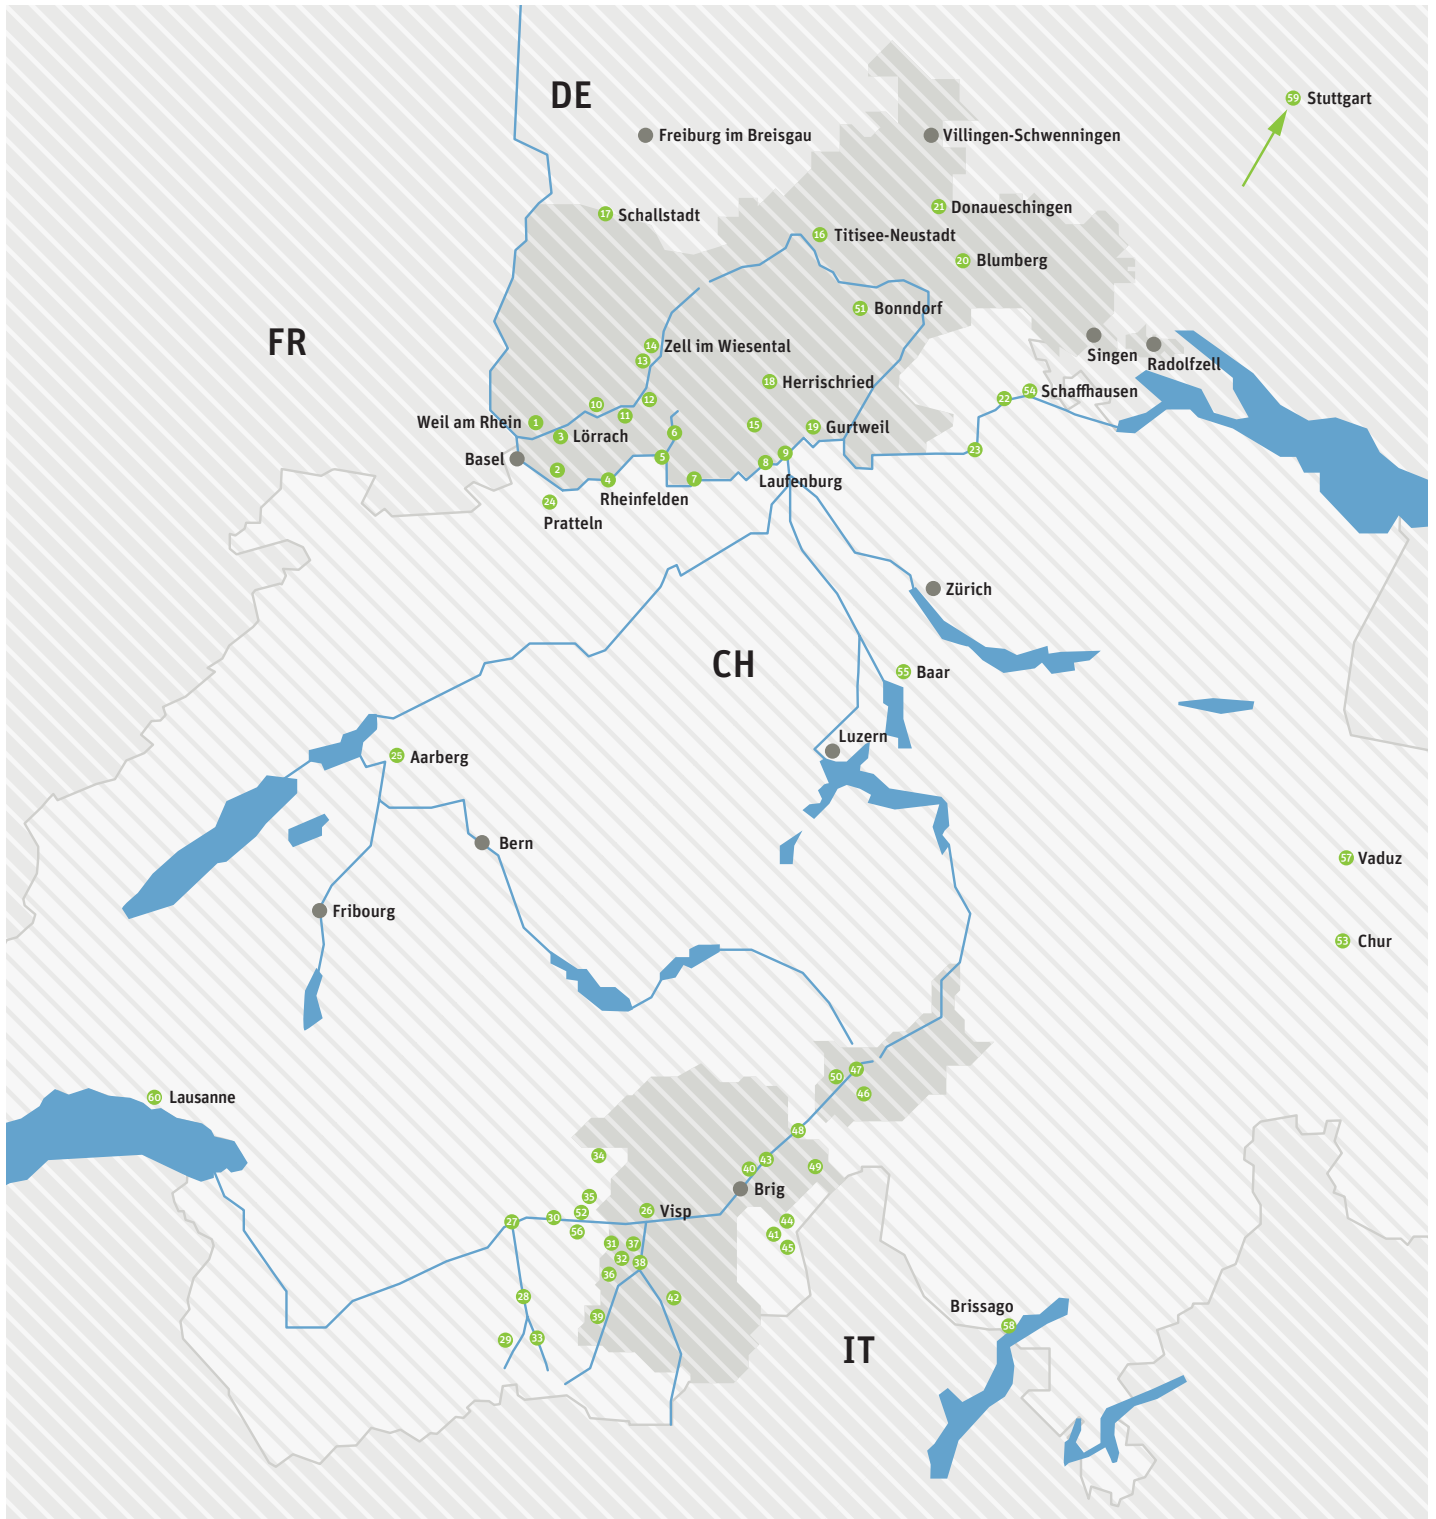 DE
59 Stuttgart
Freiburg im Breisgau
Villingen-Schwenningen
17 Schallstadt
21 Donaueschingen
16 Titisee-Neustadt
20 Blumberg
51 Bonndorf
FR
14 Zell im Wiesental
13
Singen
Radolfzell
18 Herrischried
54 Schaffhausen
22
12
10
11
Weil am Rhein 1
3 Lörrach
15
19 Gurtweil
6
23
Basel
5
9
8
2
4
7
Laufenburg
Rheinfelden
24
Pratteln
Zürich
CH
55 Baar
Luzern
25 Aarberg
Bern
57 Vaduz
Fribourg
53 Chur
47
50
46
60 Lausanne
48
34
43
40
49
Brig
35
52
26 Visp
30
27
56
44
41
45
31
37
32
38
36
28
42
39
Brissago
58
29
33
IT